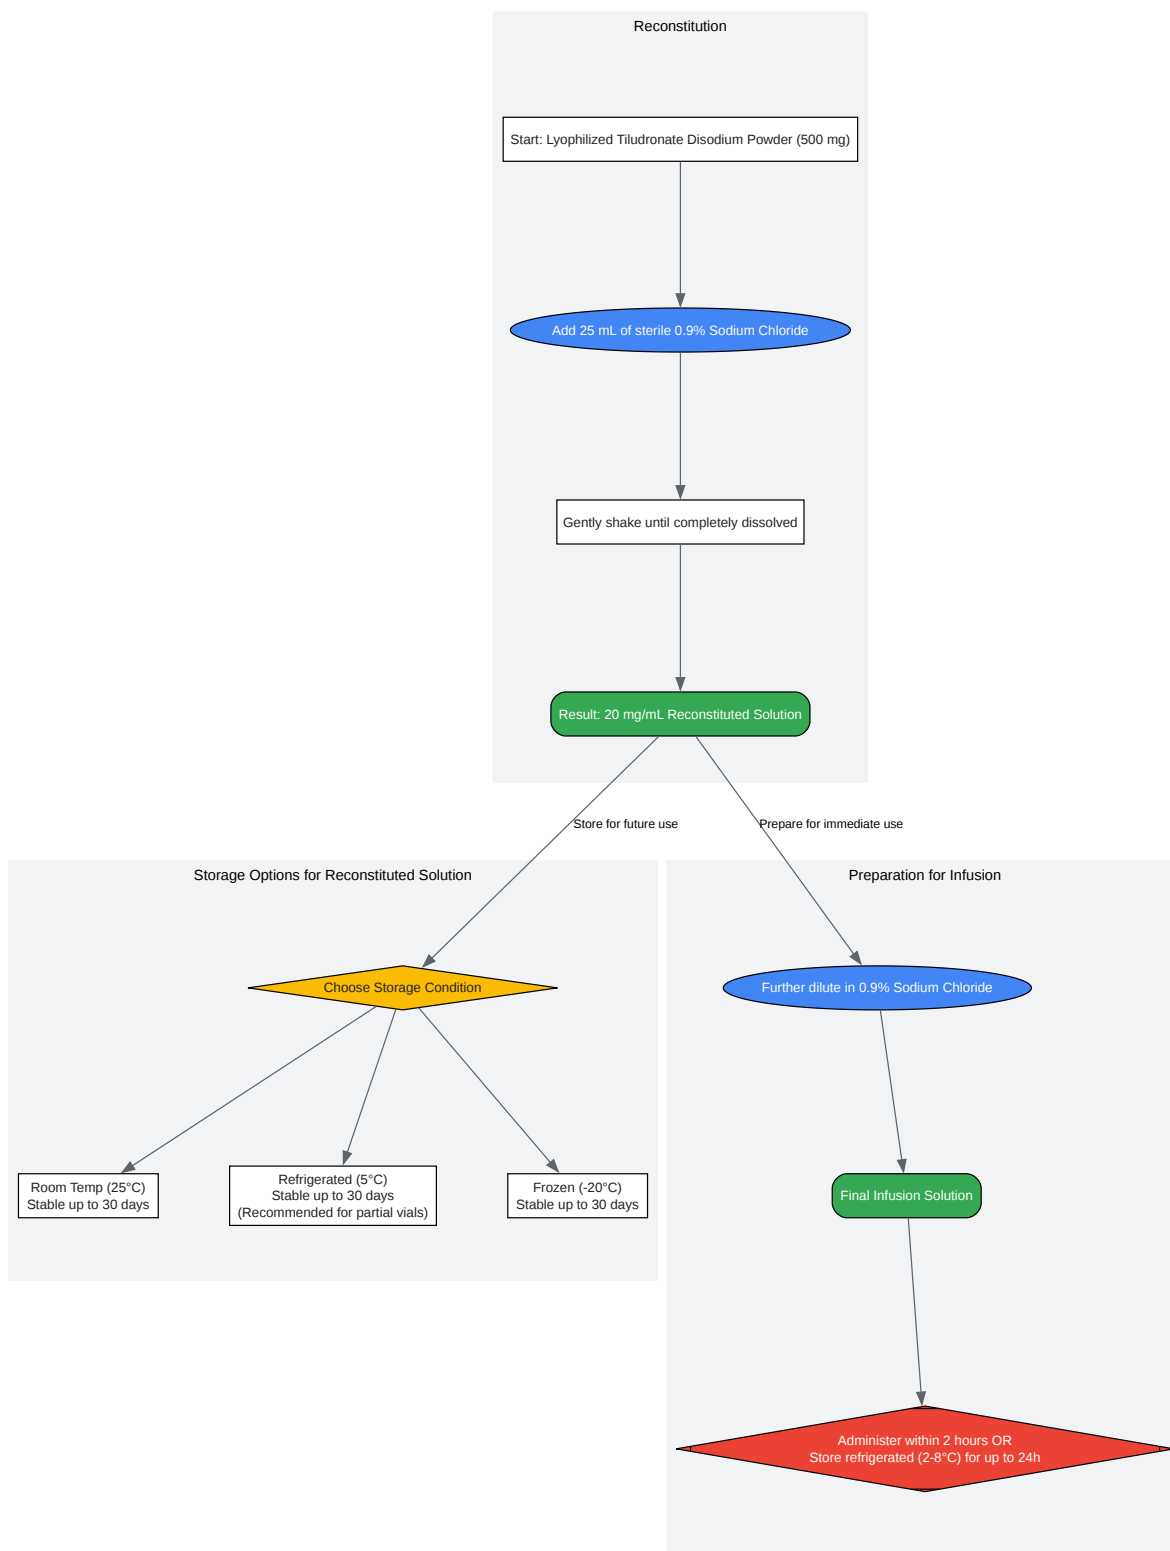 Reconstitution
Start: Lyophilized Tiludronate Disodium Powder (500 mg)
Add 25 mL of sterile 0.9% Sodium Chloride
Gently shake until completely dissolved
Result: 20 mg/mL Reconstituted Solution
Store for future use
Prepare for immediate use
Storage Options for Reconstituted Solution
Choose Storage Condition
Room Temp (25°C)
Stable up to 30 days
Refrigerated (5°C)
Stable up to 30 days
(Recommended for partial vials)
Frozen (-20°C)
Stable up to 30 days
Preparation for Infusion
Further dilute in 0.9% Sodium Chloride
Final Infusion Solution
Administer within 2 hours OR
Store refrigerated (2-8°C) for up to 24h